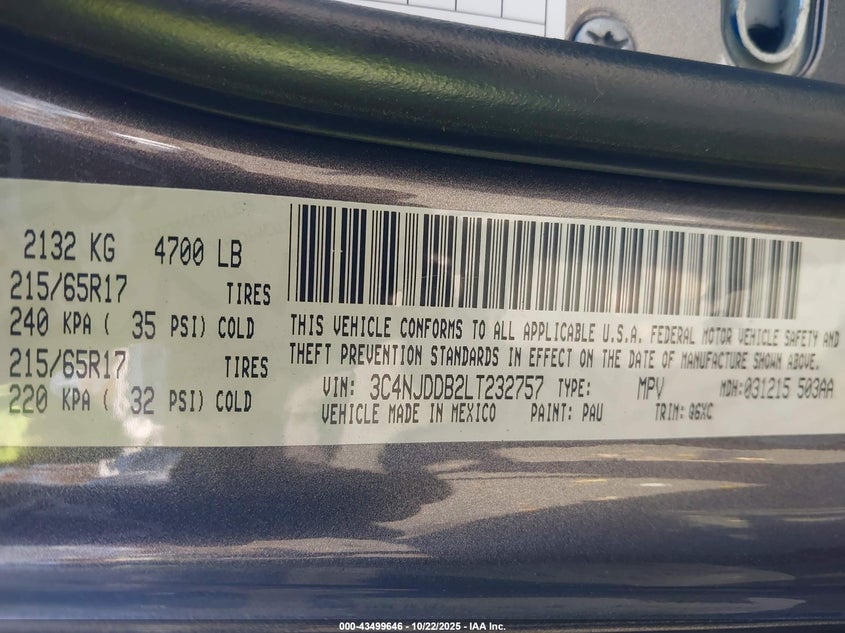 2132 KG 4700 LB
215/65R17 TIRES
240 KPA ( 35 PSI) COLD
215/65R17 TIRES
220 KPA ( 32 PSI) COLD
THIS VEHICLE CONFORMS TO ALL APPLICABLE U.S.A. FEDERAL MOTOR VEHICLE SAFETY AND
THEFT PREVENTION STANDARDS IN EFFECT ON THE DATE OF MANUFACTURE SHOWN ABOVE.
VIN: 3C4NJDDB2LT232757 TYPE: MPV MDH:031215 503AA
VEHICLE MADE IN MEXICO PAINT: PAU TRIM: Q6XC
000-43499646 - 10/22/2025 - IAA Inc.